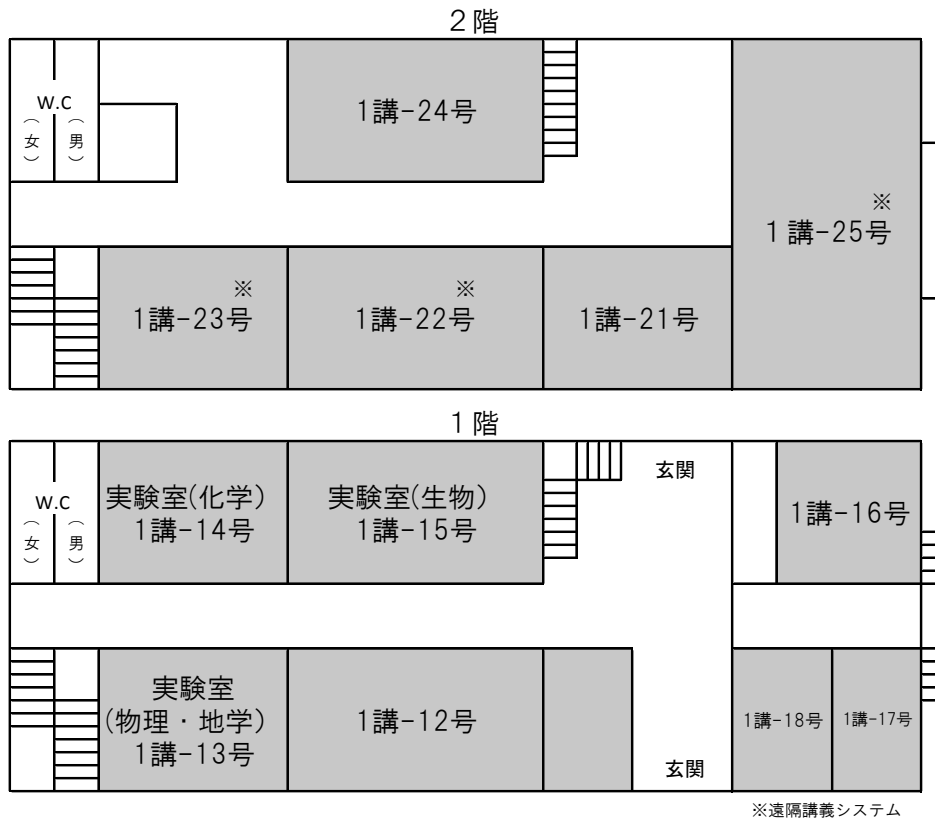 ２階
W.C
（女）
（男）
1講-24号
※
１講-25号
※
1講-23号
※
1講-22号
1講-21号
１階
W.C
（女）
（男）
実験室(化学)
1講-14号
実験室(生物)
1講-15号
玄関
1講-16号
実験室
(物理・地学)
1講-13号
1講-12号
玄関
1講-18号
1講-17号
※遠隔講義システム